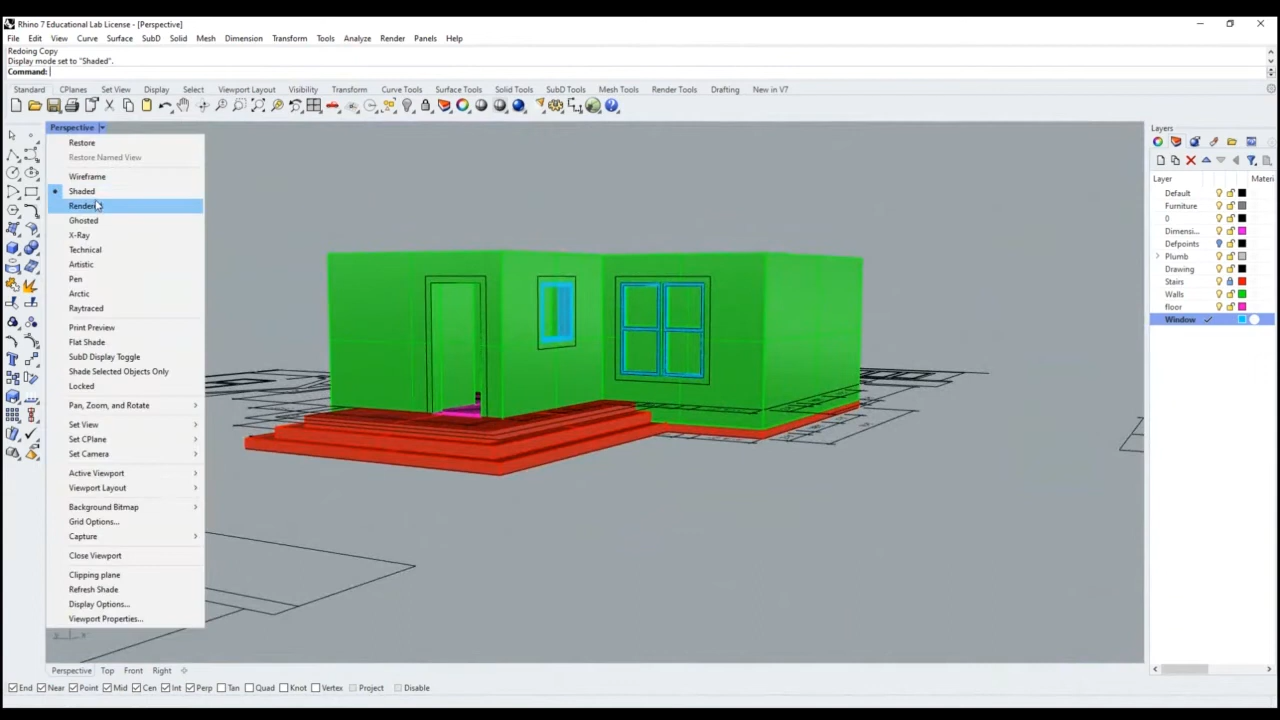 Rhino 7 Educational Lab License - [Perspective]
File Edit View Curve Surface SubD Solid Mesh Dimension Transform Tools Analyze Render Panels Help
Redoing Copy
Display mode set to "Shaded".
Command:
Standard CPlanes Set View Display Select Viewport Layout Visibility Transform Curve Tools Surface Tools Solid Tools SubD Tools Mesh Tools Render Tools Drafting New in V7
Perspective
Restore
Restore Named View
Wireframe
Shaded
Rendered
Ghosted
X-Ray
Technical
Artistic
Pen
Arctic
Raytraced
Print Preview
Flat Shade
SubD Display Toggle
Shade Selected Objects Only
Locked
Pan, Zoom, and Rotate
Set View
Set CPlane
Set Camera
Active Viewport
Viewport Layout
Background Bitmap
Grid Options...
Capture
Close Viewport
Clipping plane
Refresh Shade
Display Options...
Viewport Properties...
Layers
Layer Materi
Default
Furniture
0
Dimensi...
Defpoints
Plumb
Drawing
Stairs
Walls
floor
Window
Perspective Top Front Right
End Near Point Mid Cen Int Perp Tan Quad Knot Vertex Project Disable